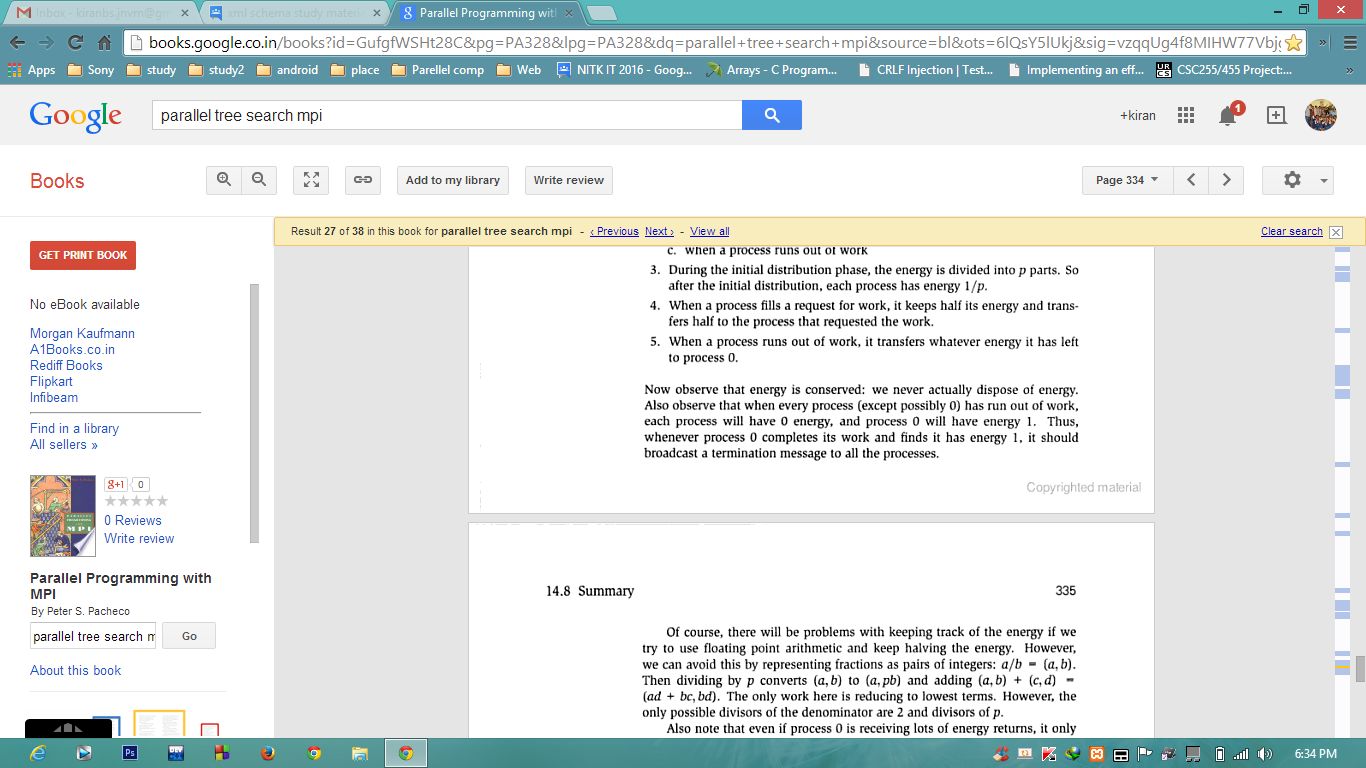 Inbox - kiranbs.jnvm@gm
xml schema study materi
Parallel Programming with
books.google.co.in/books?id=GufgfWSHt28C&pg=PA328&lpg=PA328&dq=parallel+tree+search+mpi&source=bl&ots=6lQsY5lUkj&sig=vzqqUg4f8MIHW77Vbjg
Apps Sony study study2 android place Parellel comp Web NITK IT 2016 - Goog... Arrays - C Program... CRLF Injection | Test... Implementing an eff... CSC255/455 Project:... »
Google
parallel tree search mpi
+kiran
1
Books
Add to my library
Write review
Page 334
Result 27 of 38 in this book for parallel tree search mpi - ‹ Previous Next › - View all
Clear search
GET PRINT BOOK
No eBook available
Morgan Kaufmann
A1Books.co.in
Rediff Books
Flipkart
Infibeam
Find in a library
All sellers »
g+1 0
0 Reviews
Write review
Parallel Programming with
MPI
By Peter S. Pacheco
parallel tree search m
Go
About this book
c. when a process runs out of work
3. During the initial distribution phase, the energy is divided into p parts. So
after the initial distribution, each process has energy 1/p.
4. When a process fills a request for work, it keeps half its energy and trans-
fers half to the process that requested the work.
5. When a process runs out of work, it transfers whatever energy it has left
to process 0.
Now observe that energy is conserved: we never actually dispose of energy.
Also observe that when every process (except possibly 0) has run out of work,
each process will have 0 energy, and process 0 will have energy 1. Thus,
whenever process 0 completes its work and finds it has energy 1, it should
broadcast a termination message to all the processes.
Copyrighted material
14.8 Summary 335
Of course, there will be problems with keeping track of the energy if we
try to use floating point arithmetic and keep halving the energy. However,
we can avoid this by representing fractions as pairs of integers: a/b = (a, b).
Then dividing by p converts (a, b) to (a, pb) and adding (a, b) + (c, d) =
(ad + bc, bd). The only work here is reducing to lowest terms. However, the
only possible divisors of the denominator are 2 and divisors of p.
Also note that even if process 0 is receiving lots of energy returns, it only
6:34 PM